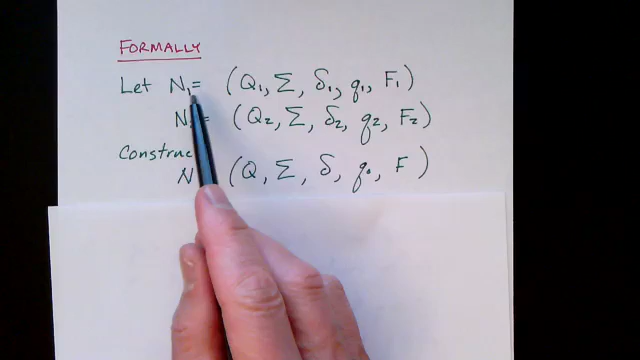 FORMALLY
Let N₁ = (Q₁, Σ, δ₁, q₁, F₁)
N = (Q₂, Σ, δ₂, q₂, F₂)
Construc
N (Q, Σ, δ, q₀, F)